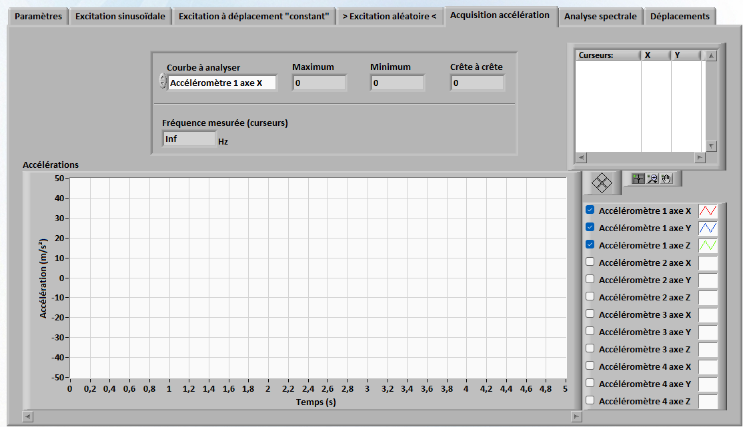 Paramètres
Excitation sinusoïdale
Excitation à déplacement "constant"
> Excitation aléatoire <
Acquisition accélération
Analyse spectrale
Déplacements
Courbe à analyser
Accéléromètre 1 axe X
Maximum
0
Minimum
0
Crête à crête
0
Fréquence mesurée (curseurs)
Inf
Hz
Curseurs:
X
Y
Accélérations
Accélération (m/s²)
50
40
30
20
10
0
-10
-20
-30
-40
-50
0 0,2 0,4 0,6 0,8 1 1,2 1,4 1,6 1,8 2 2,2 2,4 2,6 2,8 3 3,2 3,4 3,6 3,8 4 4,2 4,4 4,6 4,8 5
Temps (s)
Accéléromètre 1 axe X
Accéléromètre 1 axe Y
Accéléromètre 1 axe Z
Accéléromètre 2 axe X
Accéléromètre 2 axe Y
Accéléromètre 2 axe Z
Accéléromètre 3 axe X
Accéléromètre 3 axe Y
Accéléromètre 3 axe Z
Accéléromètre 4 axe X
Accéléromètre 4 axe Y
Accéléromètre 4 axe Z